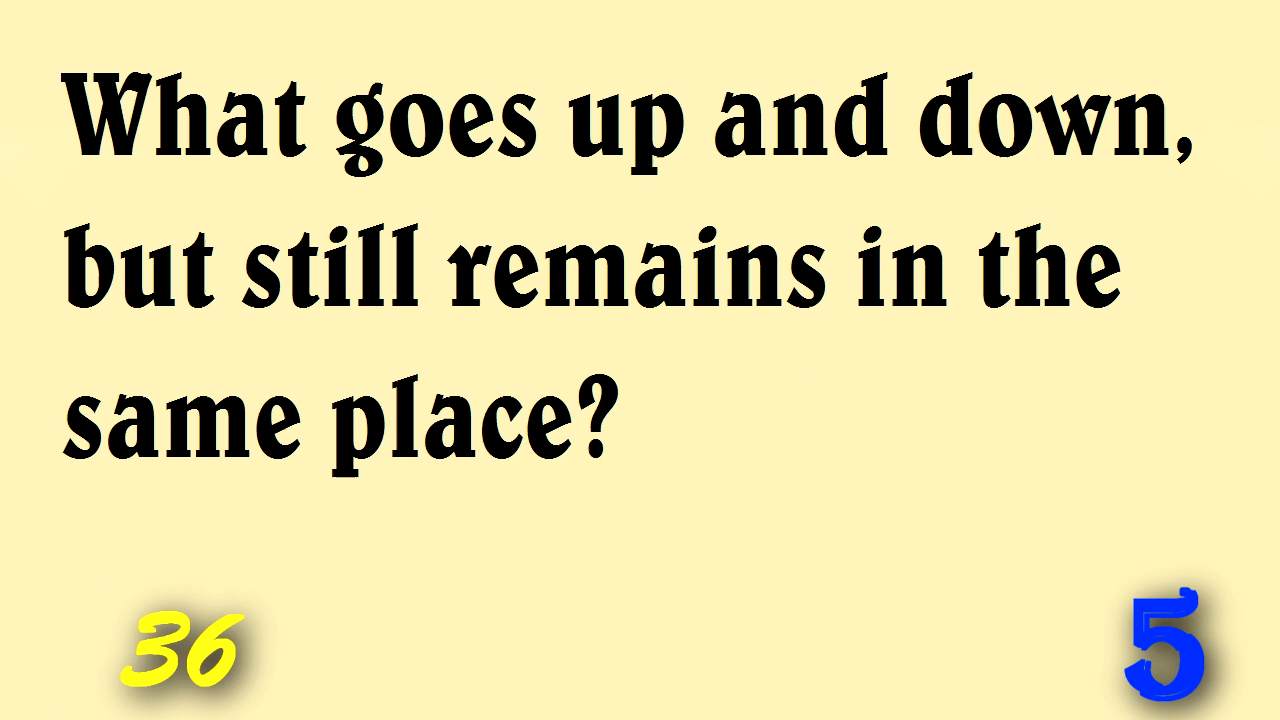 What goes up and down,
but still remains in the
same place?
36
5